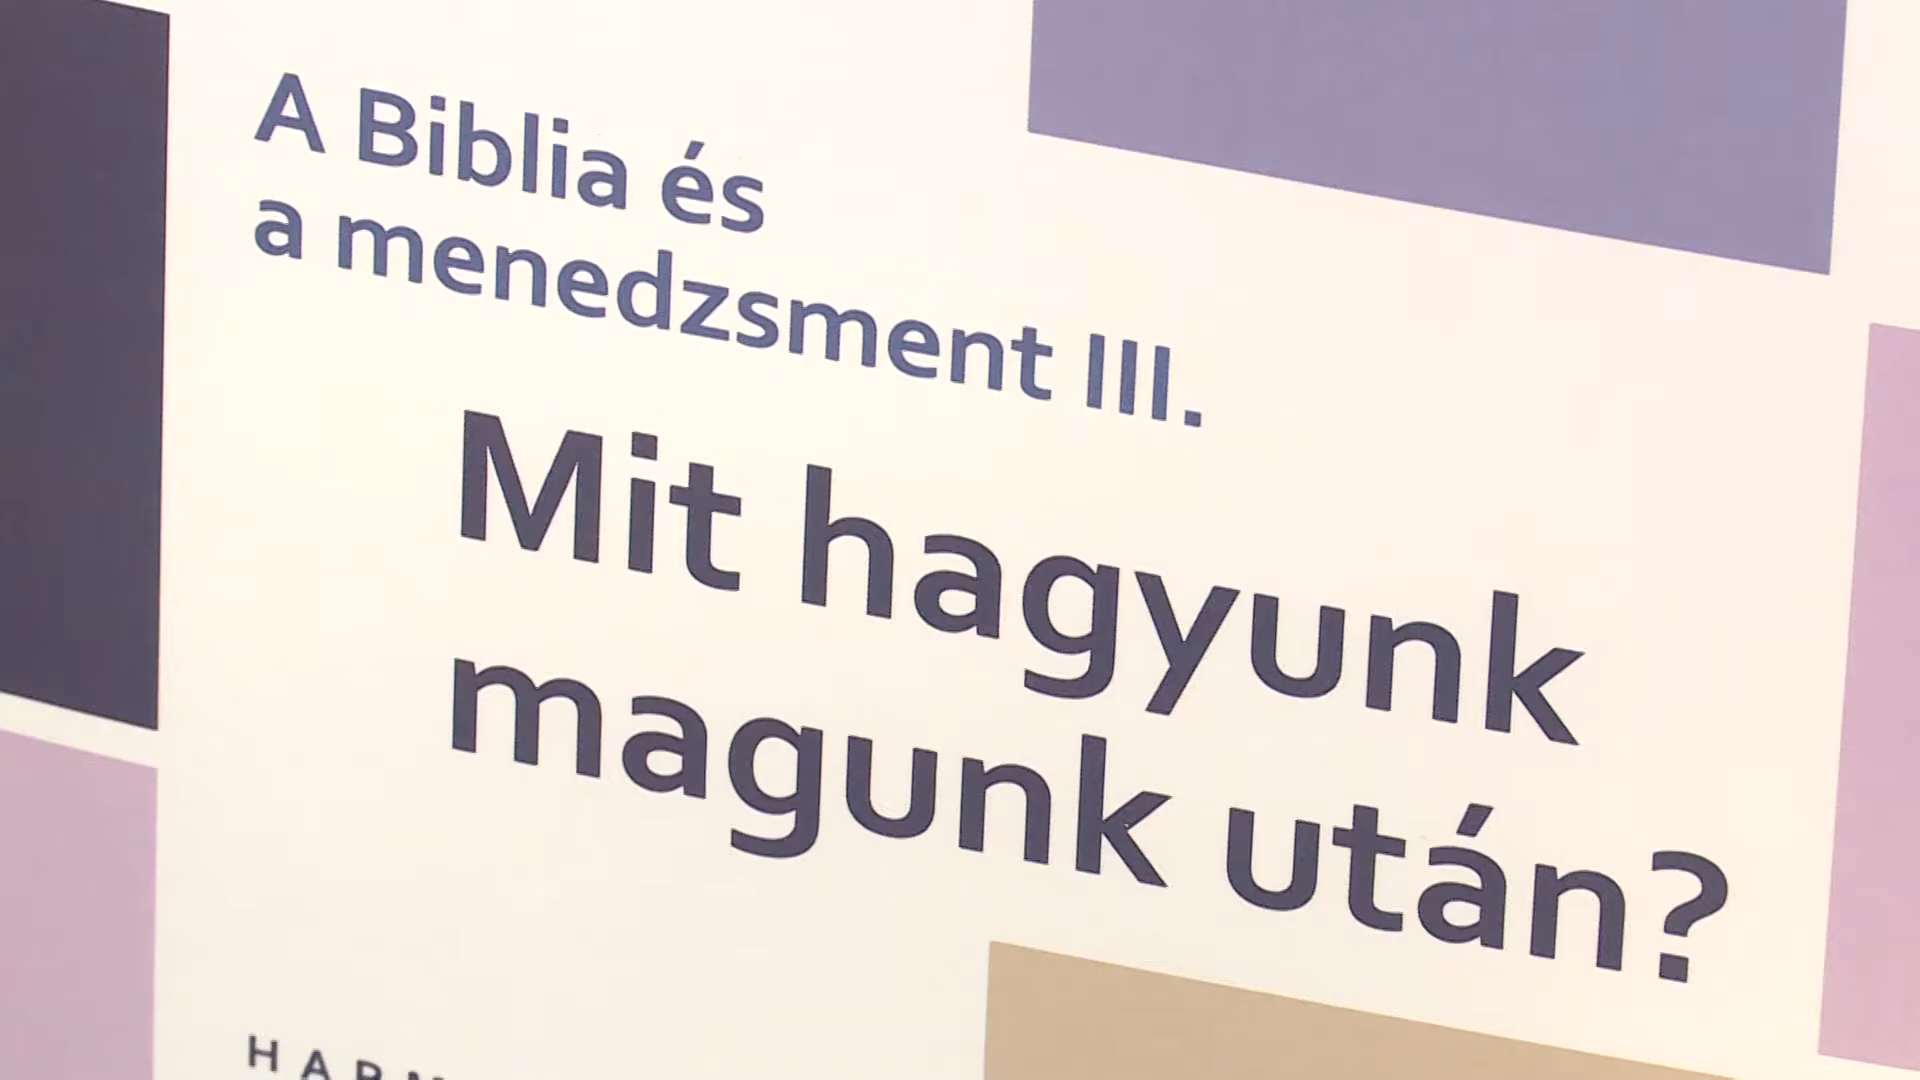 A Biblia és
a menedzsment III.
Mit hagyunk
magunk után?